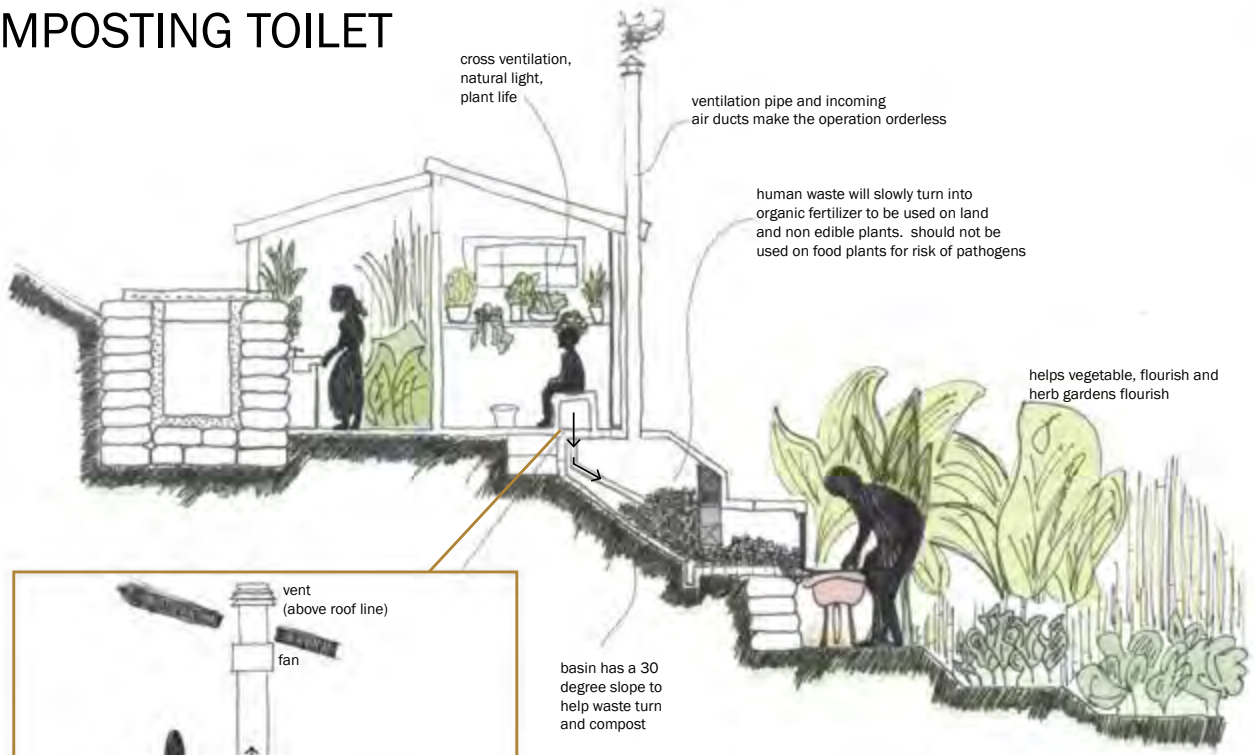 MPOSTING TOILET
cross ventilation,
natural light,
plant life
ventilation pipe and incoming
air ducts make the operation orderless
human waste will slowly turn into
organic fertilizer to be used on land
and non edible plants.  should not be
used on food plants for risk of pathogens
helps vegetable, flourish and
herb gardens flourish
vent
(above roof line)
fan
basin has a 30
degree slope to
help waste turn
and compost